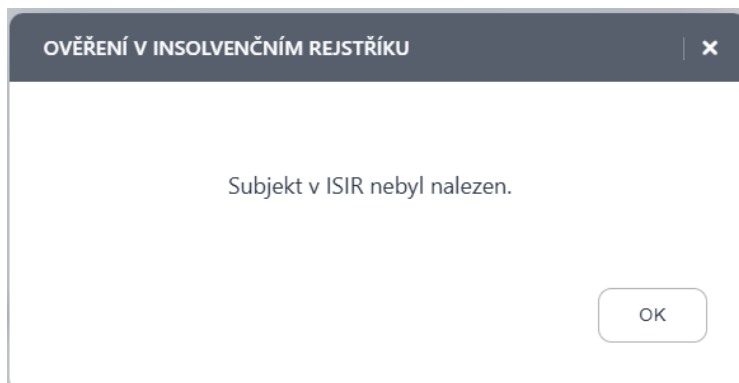 OVĚŘENÍ V INSOLVENČNÍM REJSTŘÍKU
Subjekt v ISIR nebyl nalezen.
OK